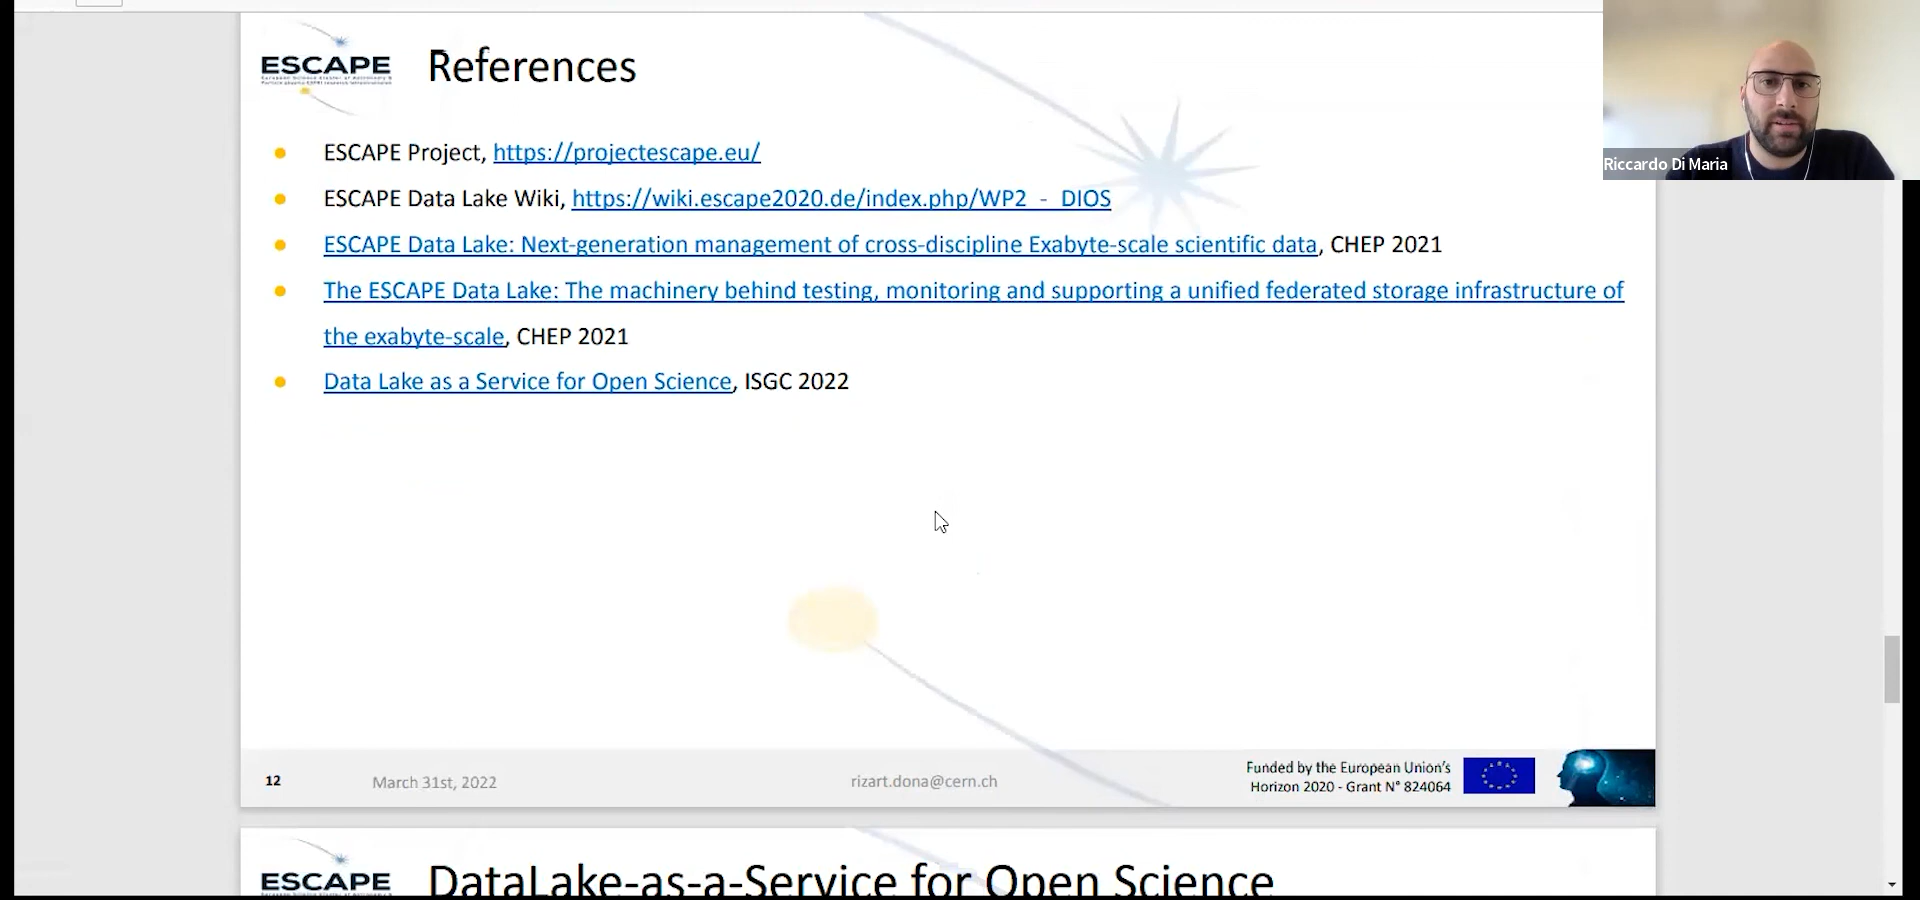 ESCAPE
References
Riccardo Di Maria
ESCAPE Project, https://projectescape.eu/
ESCAPE Data Lake Wiki, https://wiki.escape2020.de/index.php/WP2_-_DIOS
ESCAPE Data Lake: Next-generation management of cross-discipline Exabyte-scale scientific data, CHEP 2021
The ESCAPE Data Lake: The machinery behind testing, monitoring and supporting a unified federated storage infrastructure of
the exabyte-scale, CHEP 2021
Data Lake as a Service for Open Science, ISGC 2022
12
March 31st, 2022
rizart.dona@cern.ch
Funded by the European Union's
Horizon 2020 - Grant N° 824064
ESCAPE
DataLake-as-a-Service for Open Science